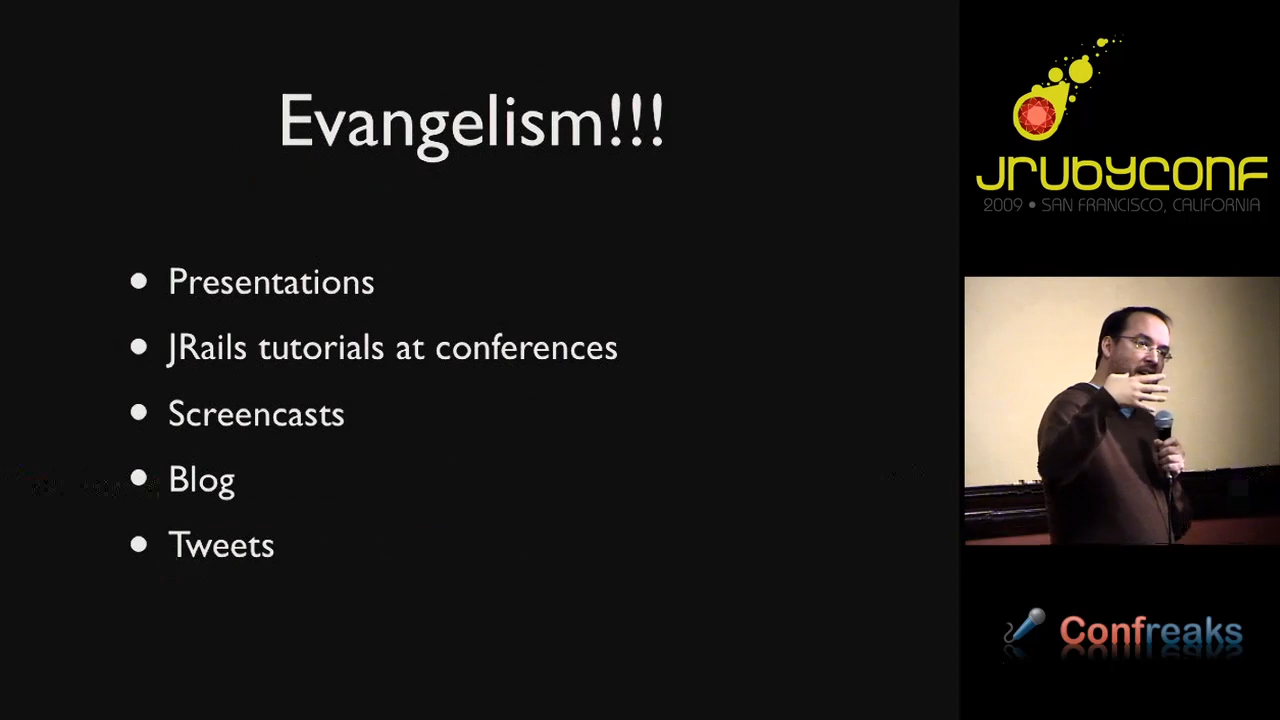 Evangelism!!!
• Presentations
• JRails tutorials at conferences
• Screencasts
• Blog
• Tweets
JRubyConf
2009 • SAN FRANCISCO, CALIFORNIA
Confreaks